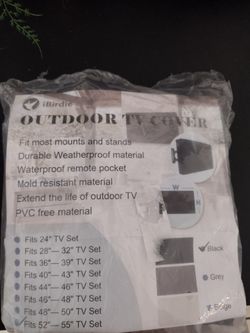 iBirdie
OUTDOOR TV COVER
Fit most mounts and stands
Durable Weatherproof material
Waterproof remote pocket
Mold resistant material
Extend the life of outdoor TV
PVC free material
W
H
Fits 24" TV Set
Fits 28"— 32" TV Set
Fits 36"— 39" TV Set
Fits 40"— 43" TV Set
Fits 44"— 46" TV Set
Fits 46"— 48" TV Set
Fits 48"— 50" TV Set
Fits 52"— 55" TV Set
Black
Grey
Beige